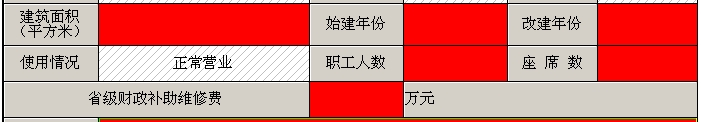 建筑面积
（平方米）
始建年份
改建年份
使用情况
正常营业
职工人数
座 席 数
省级财政补助维修费
万元